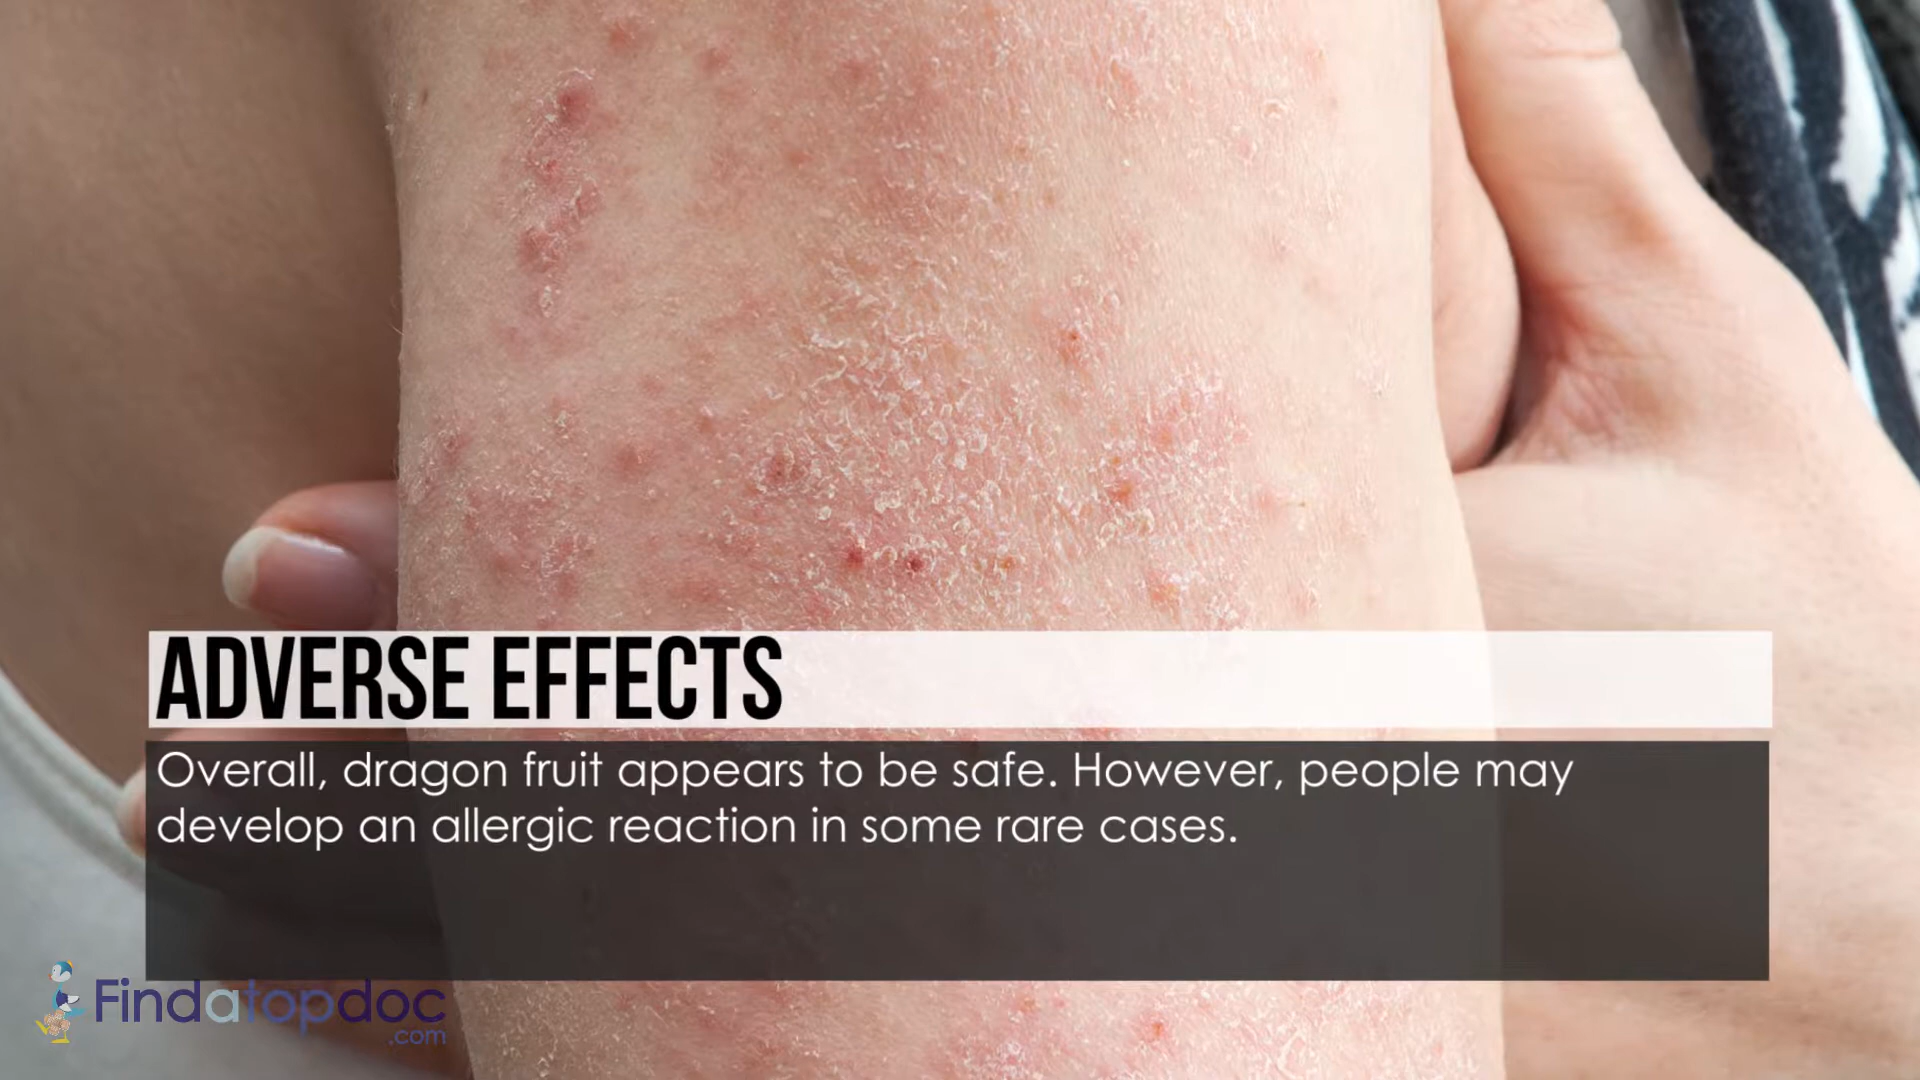 ADVERSE EFFECTS
Overall, dragon fruit appears to be safe. However, people may
develop an allergic reaction in some rare cases.
Findatopdoc
.com